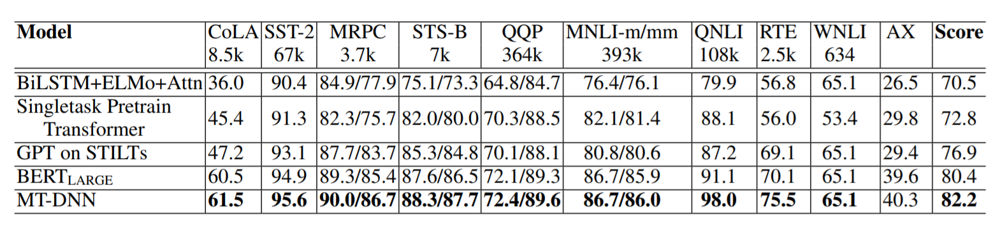 Model CoLA SST-2 MRPC STS-B QQP MNLI-m/mm QNLI RTE WNLI AX Score
8.5k 67k 3.7k 7k 364k 393k 108k 2.5k 634
BiLSTM+ELMo+Attn 36.0 90.4 84.9/77.9 75.1/73.3 64.8/84.7 76.4/76.1 79.9 56.8 65.1 26.5 70.5
Singletask Pretrain
Transformer 45.4 91.3 82.3/75.7 82.0/80.0 70.3/88.5 82.1/81.4 88.1 56.0 53.4 29.8 72.8
GPT on STILTs 47.2 93.1 87.7/83.7 85.3/84.8 70.1/88.1 80.8/80.6 87.2 69.1 65.1 29.4 76.9
BERTLARGE 60.5 94.9 89.3/85.4 87.6/86.5 72.1/89.3 86.7/85.9 91.1 70.1 65.1 39.6 80.4
MT-DNN 61.5 95.6 90.0/86.7 88.3/87.7 72.4/89.6 86.7/86.0 98.0 75.5 65.1 40.3 82.2